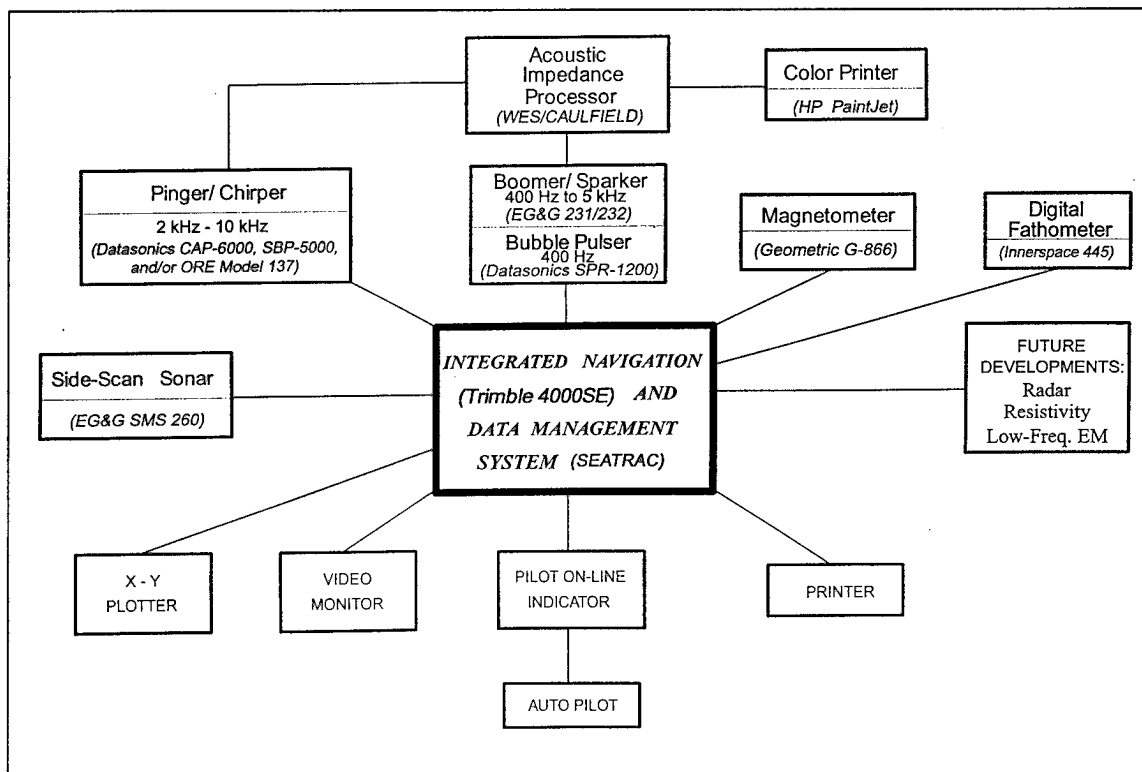 Acoustic
Impedance
Processor
(WES/CAULFIELD)
Color Printer
(HP PaintJet)
Pinger/ Chirper
2 kHz - 10 kHz
(Datasonics CAP-6000, SBP-5000,
and/or ORE Model 137)
Boomer/ Sparker
400 Hz to 5 kHz
(EG&G 231/232)
Bubble Pulser
400 Hz
(Datasonics SPR-1200)
Magnetometer
(Geometric G-866)
Digital
Fathometer
(Innerspace 445)
Side-Scan Sonar
(EG&G SMS 260)
INTEGRATED NAVIGATION
(Trimble 4000SE) AND
DATA MANAGEMENT
SYSTEM (SEATRAC)
FUTURE
DEVELOPMENTS:
Radar
Resistivity
Low-Freq. EM
X - Y
PLOTTER
VIDEO
MONITOR
PILOT ON-LINE
INDICATOR
PRINTER
AUTO PILOT